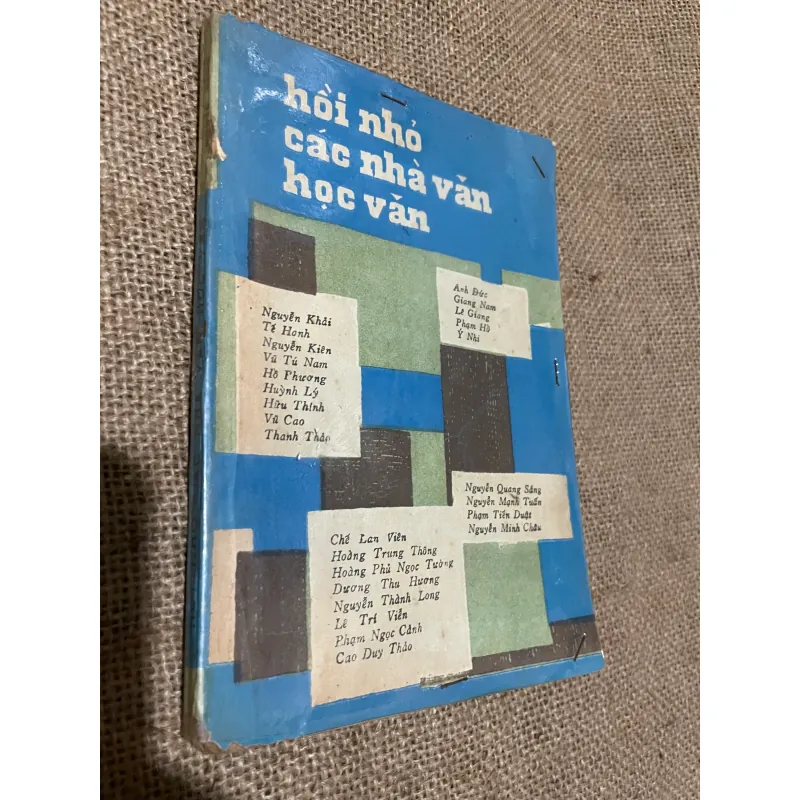 hồi nhỏ
các nhà văn
học văn
Anh Đức
Giang Nam
Lê Giang
Phạm Hổ
Ý Nhi
Nguyễn Khải
Tế Hanh
Nguyễn Kiên
Vũ Tú Nam
Hồ Phương
Huỳnh Lý
Hữu Thỉnh
Vũ Cao
Thanh Thảo
Nguyễn Quang Sáng
Nguyễn Mạnh Tuấn
Phạm Tiến Duật
Nguyễn Minh Châu
Chế Lan Viên
Hoàng Trung Thông
Hoàng Phủ Ngọc Tường
Dương Thu Hương
Nguyễn Thành Long
Lê Trí Viễn
Phạm Ngọc Cảnh
Cao Duy Thảo